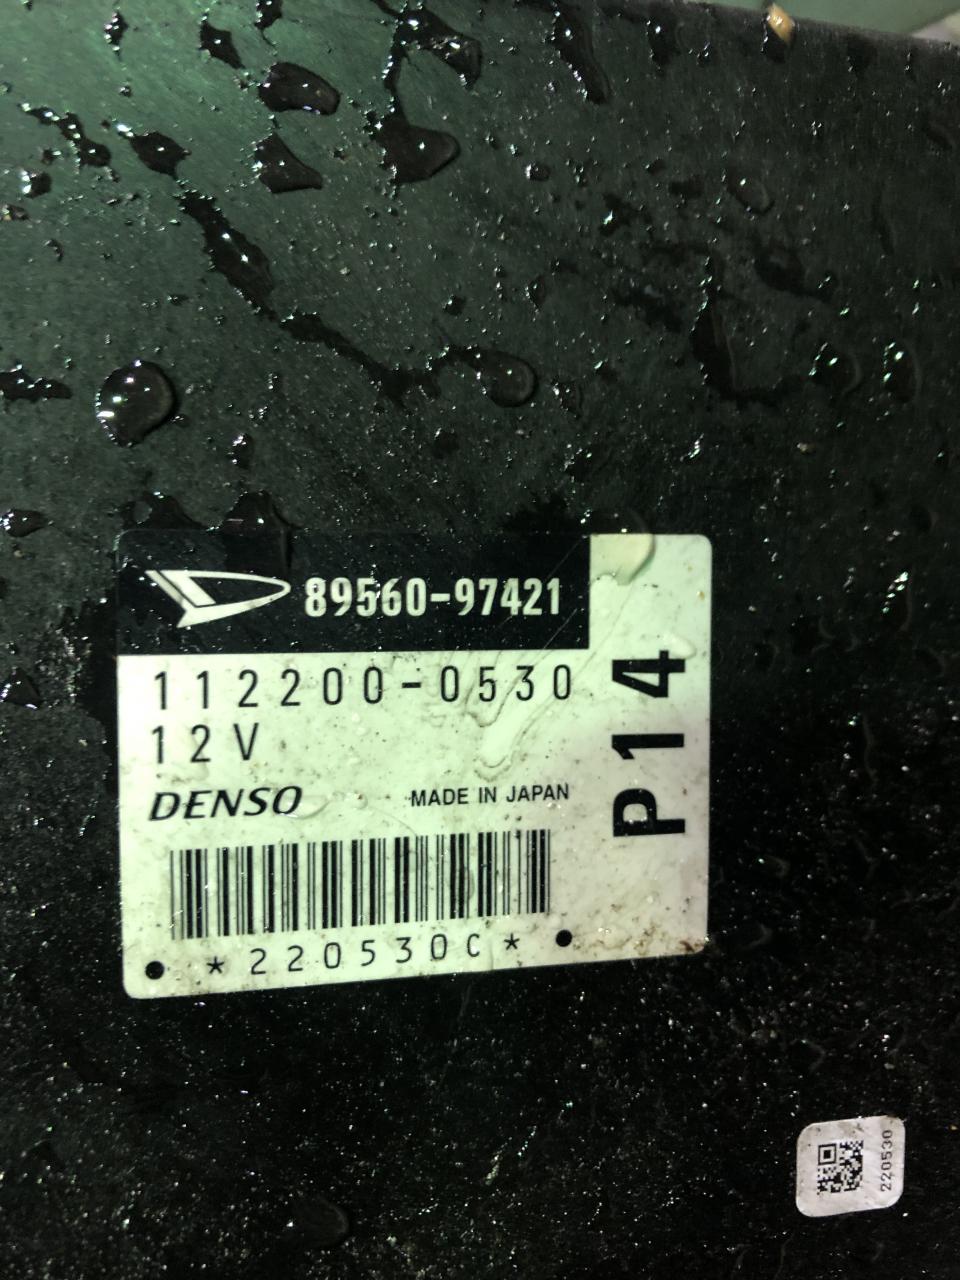 89560-97421
112200-0530
12V
DENSO MADE IN JAPAN
*220530C*
P14
220530